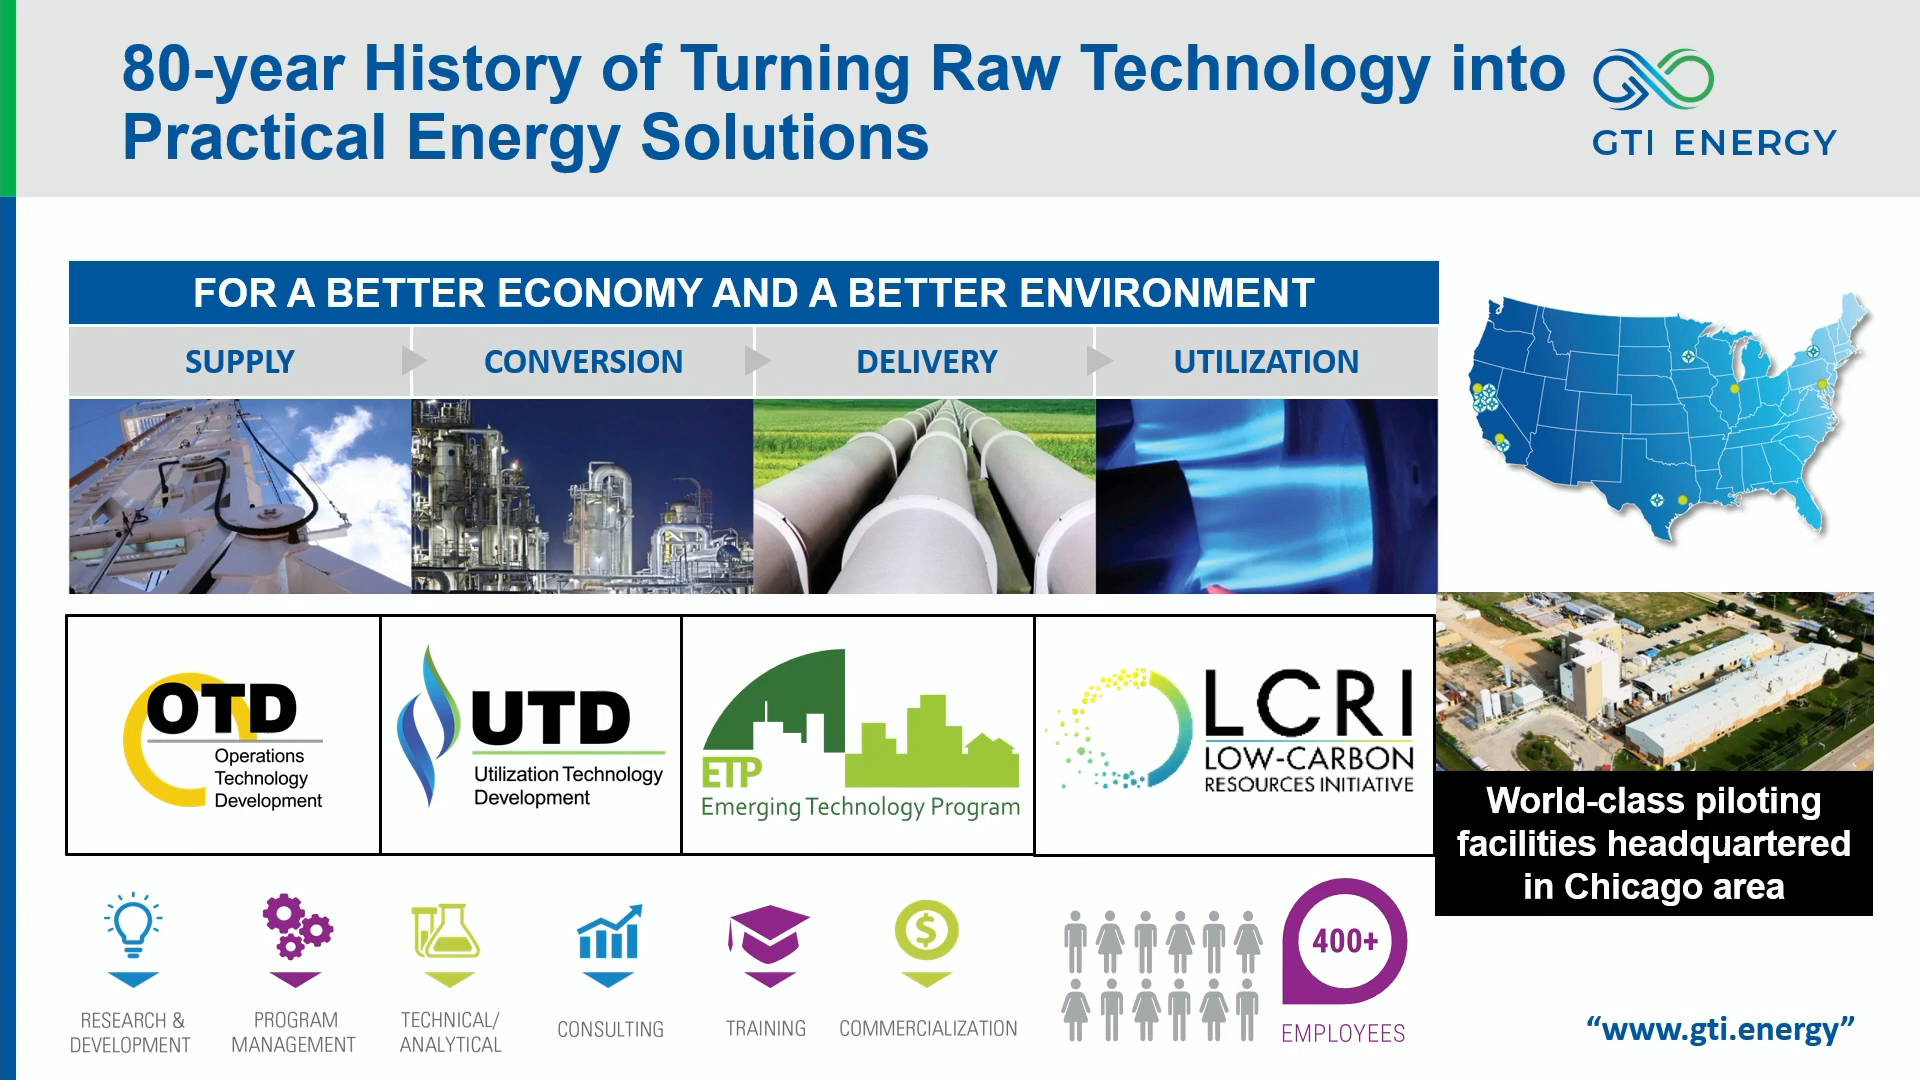 80-year History of Turning Raw Technology into
Practical Energy Solutions
GTI ENERGY
FOR A BETTER ECONOMY AND A BETTER ENVIRONMENT
SUPPLY
CONVERSION
DELIVERY
UTILIZATION
OTD
Operations
Technology
Development
UTD
Utilization Technology
Development
ETP
Emerging Technology Program
LCRI
LOW-CARBON
RESOURCES INITIATIVE
World-class piloting
facilities headquartered
in Chicago area
RESEARCH &
DEVELOPMENT
PROGRAM
MANAGEMENT
TECHNICAL/
ANALYTICAL
CONSULTING
TRAINING
$
COMMERCIALIZATION
400+
EMPLOYEES
“www.gti.energy”